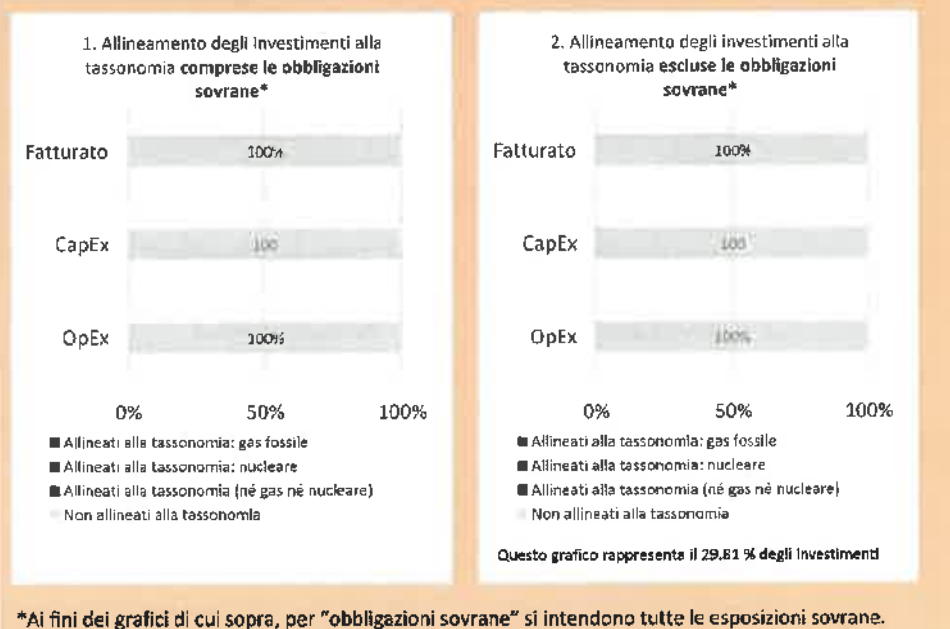 1. Allineamento degli investimenti alla
tassonomia comprese le obbligazioni
sovrane*
Fatturato
100%
CapEx
100
OpEx
100%
0% 50% 100%
Allineati alla tassonomia: gas fossile
Allineati alla tassonomia: nucleare
Allineati alla tassonomia (né gas né nucleare)
Non allineati alla tassonomia
2. Allineamento degli investimenti alla
tassonomia escluse le obbligazioni
sovrane*
Fatturato
100%
CapEx
100
OpEx
100%
0% 50% 100%
Allineati alla tassonomia: gas fossile
Allineati alla tassonomia: nucleare
Allineati alla tassonomia (né gas né nucleare)
Non allineati alla tassonomia
Questo grafico rappresenta il 29.81 % degli investimenti
*Ai fini dei grafici di cui sopra, per "obbligazioni sovrane" si intendono tutte le esposizioni sovrane.